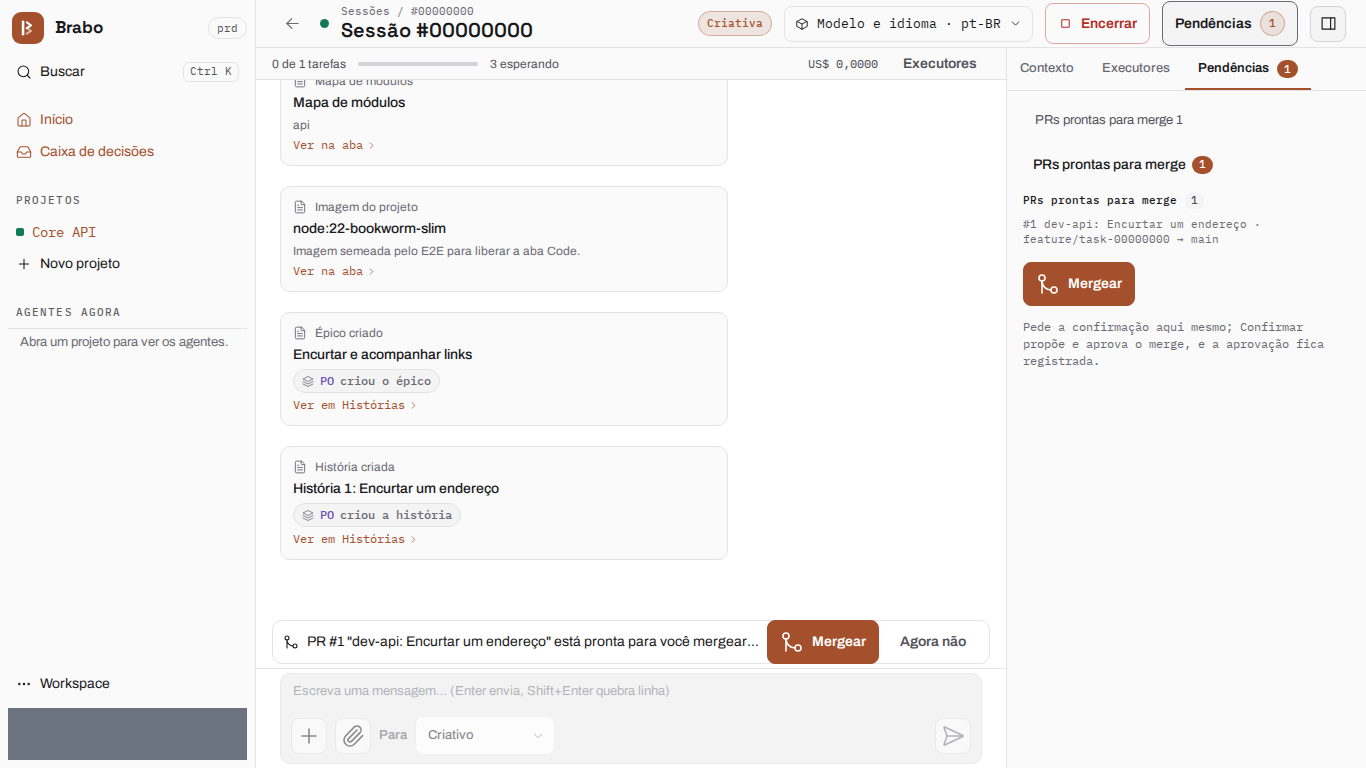 Brabo
prd
Buscar
Ctrl K
Início
Caixa de decisões
PROJETOS
Core API
Novo projeto
AGENTES AGORA
Abra um projeto para ver os agentes.
Workspace
Sessões / #00000000
Sessão #00000000
Criativa
Modelo e idioma · pt-BR
Encerrar
Pendências 1
0 de 1 tarefas
3 esperando
US$ 0,0000
Executores
Mapa de módulos
Mapa de módulos
api
Ver na aba
Imagem do projeto
node:22-bookworm-slim
Imagem semeada pelo E2E para liberar a aba Code.
Ver na aba
Épico criado
Encurtar e acompanhar links
PO criou o épico
Ver em Histórias
História criada
História 1: Encurtar um endereço
PO criou a história
Ver em Histórias
PR #1 "dev-api: Encurtar um endereço" está pronta para você mergear...
Mergear
Agora não
Escreva uma mensagem... (Enter envia, Shift+Enter quebra linha)
Para
Criativo
Contexto
Executores
Pendências 1
PRs prontas para merge 1
PRs prontas para merge 1
PRs prontas para merge 1
#1 dev-api: Encurtar um endereço ·
feature/task-00000000 → main
Mergear
Pede a confirmação aqui mesmo; Confirmar
propõe e aprova o merge, e a aprovação fica
registrada.